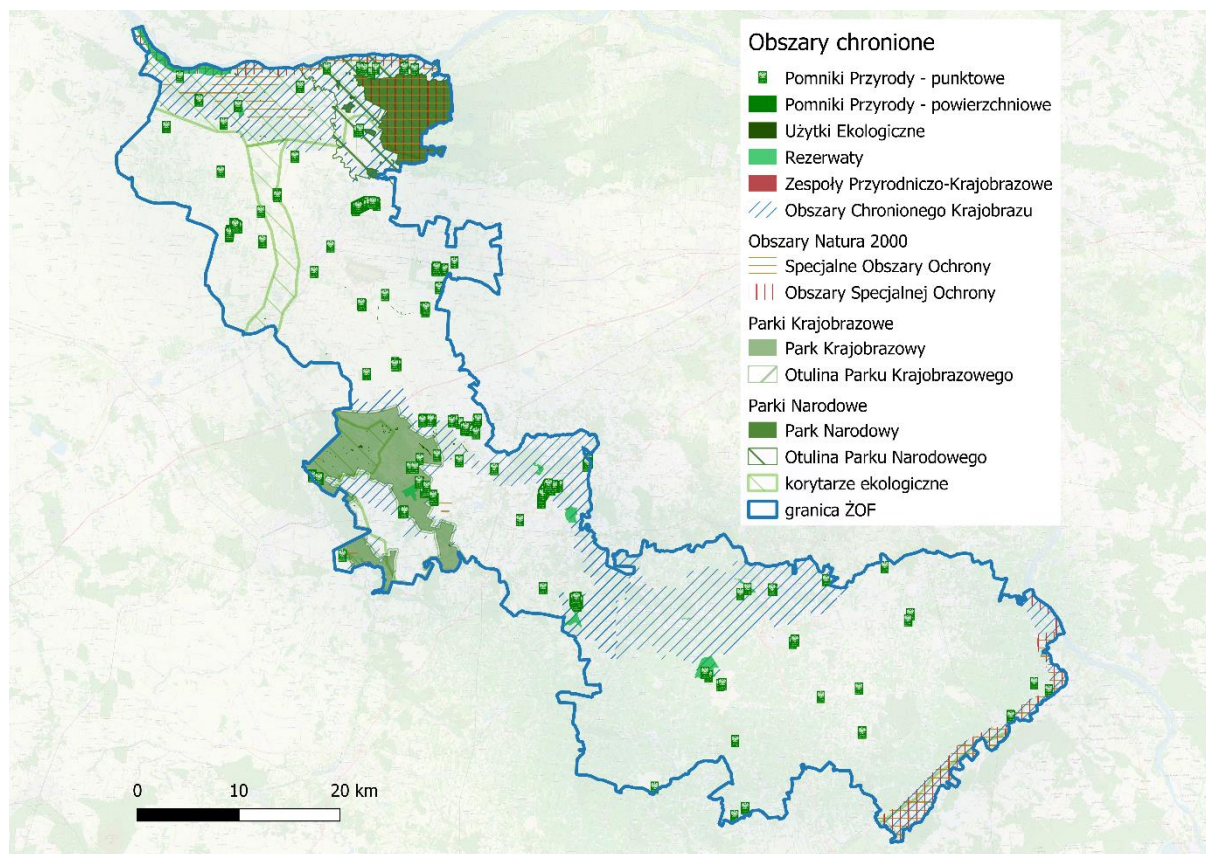 Obszary chronione
Pomniki Przyrody - punktowe
Pomniki Przyrody - powierzchniowe
Użytki Ekologiczne
Rezerwaty
Zespoły Przyrodniczo-Krajobrazowe
Obszary Chronionego Krajobrazu
Obszary Natura 2000
Specjalne Obszary Ochrony
Obszary Specjalnej Ochrony
Parki Krajobrazowe
Park Krajobrazowy
Otulina Parku Krajobrazowego
Parki Narodowe
Park Narodowy
Otulina Parku Narodowego
korytarze ekologiczne
granica ŻOF
0 10 20 km